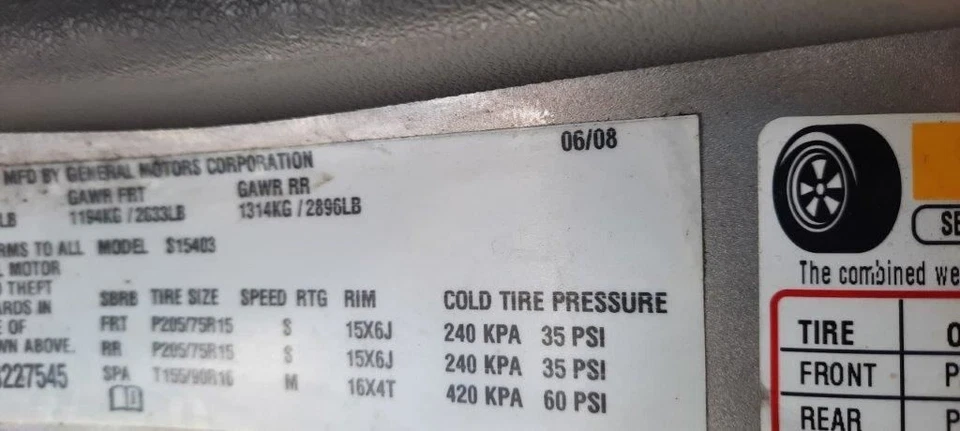 06/08
MFD BY GENERAL MOTORS CORPORATION
GAWR FRT GAWR RR
LB 1194KG / 2633LB 1314KG / 2896LB
RMS TO ALL MODEL S15403
MOTOR
THEFT
ARDS IN SBRB TIRE SIZE SPEED RTG RIM COLD TIRE PRESSURE
E OF FRT P205/75R15 S 15X6J 240 KPA 35 PSI
WN ABOVE. RR P205/75R15 S 15X6J 240 KPA 35 PSI
227545 SPA T155/90R16 M 16X4T 420 KPA 60 PSI
SE
The combined we
TIRE O
FRONT P
REAR P